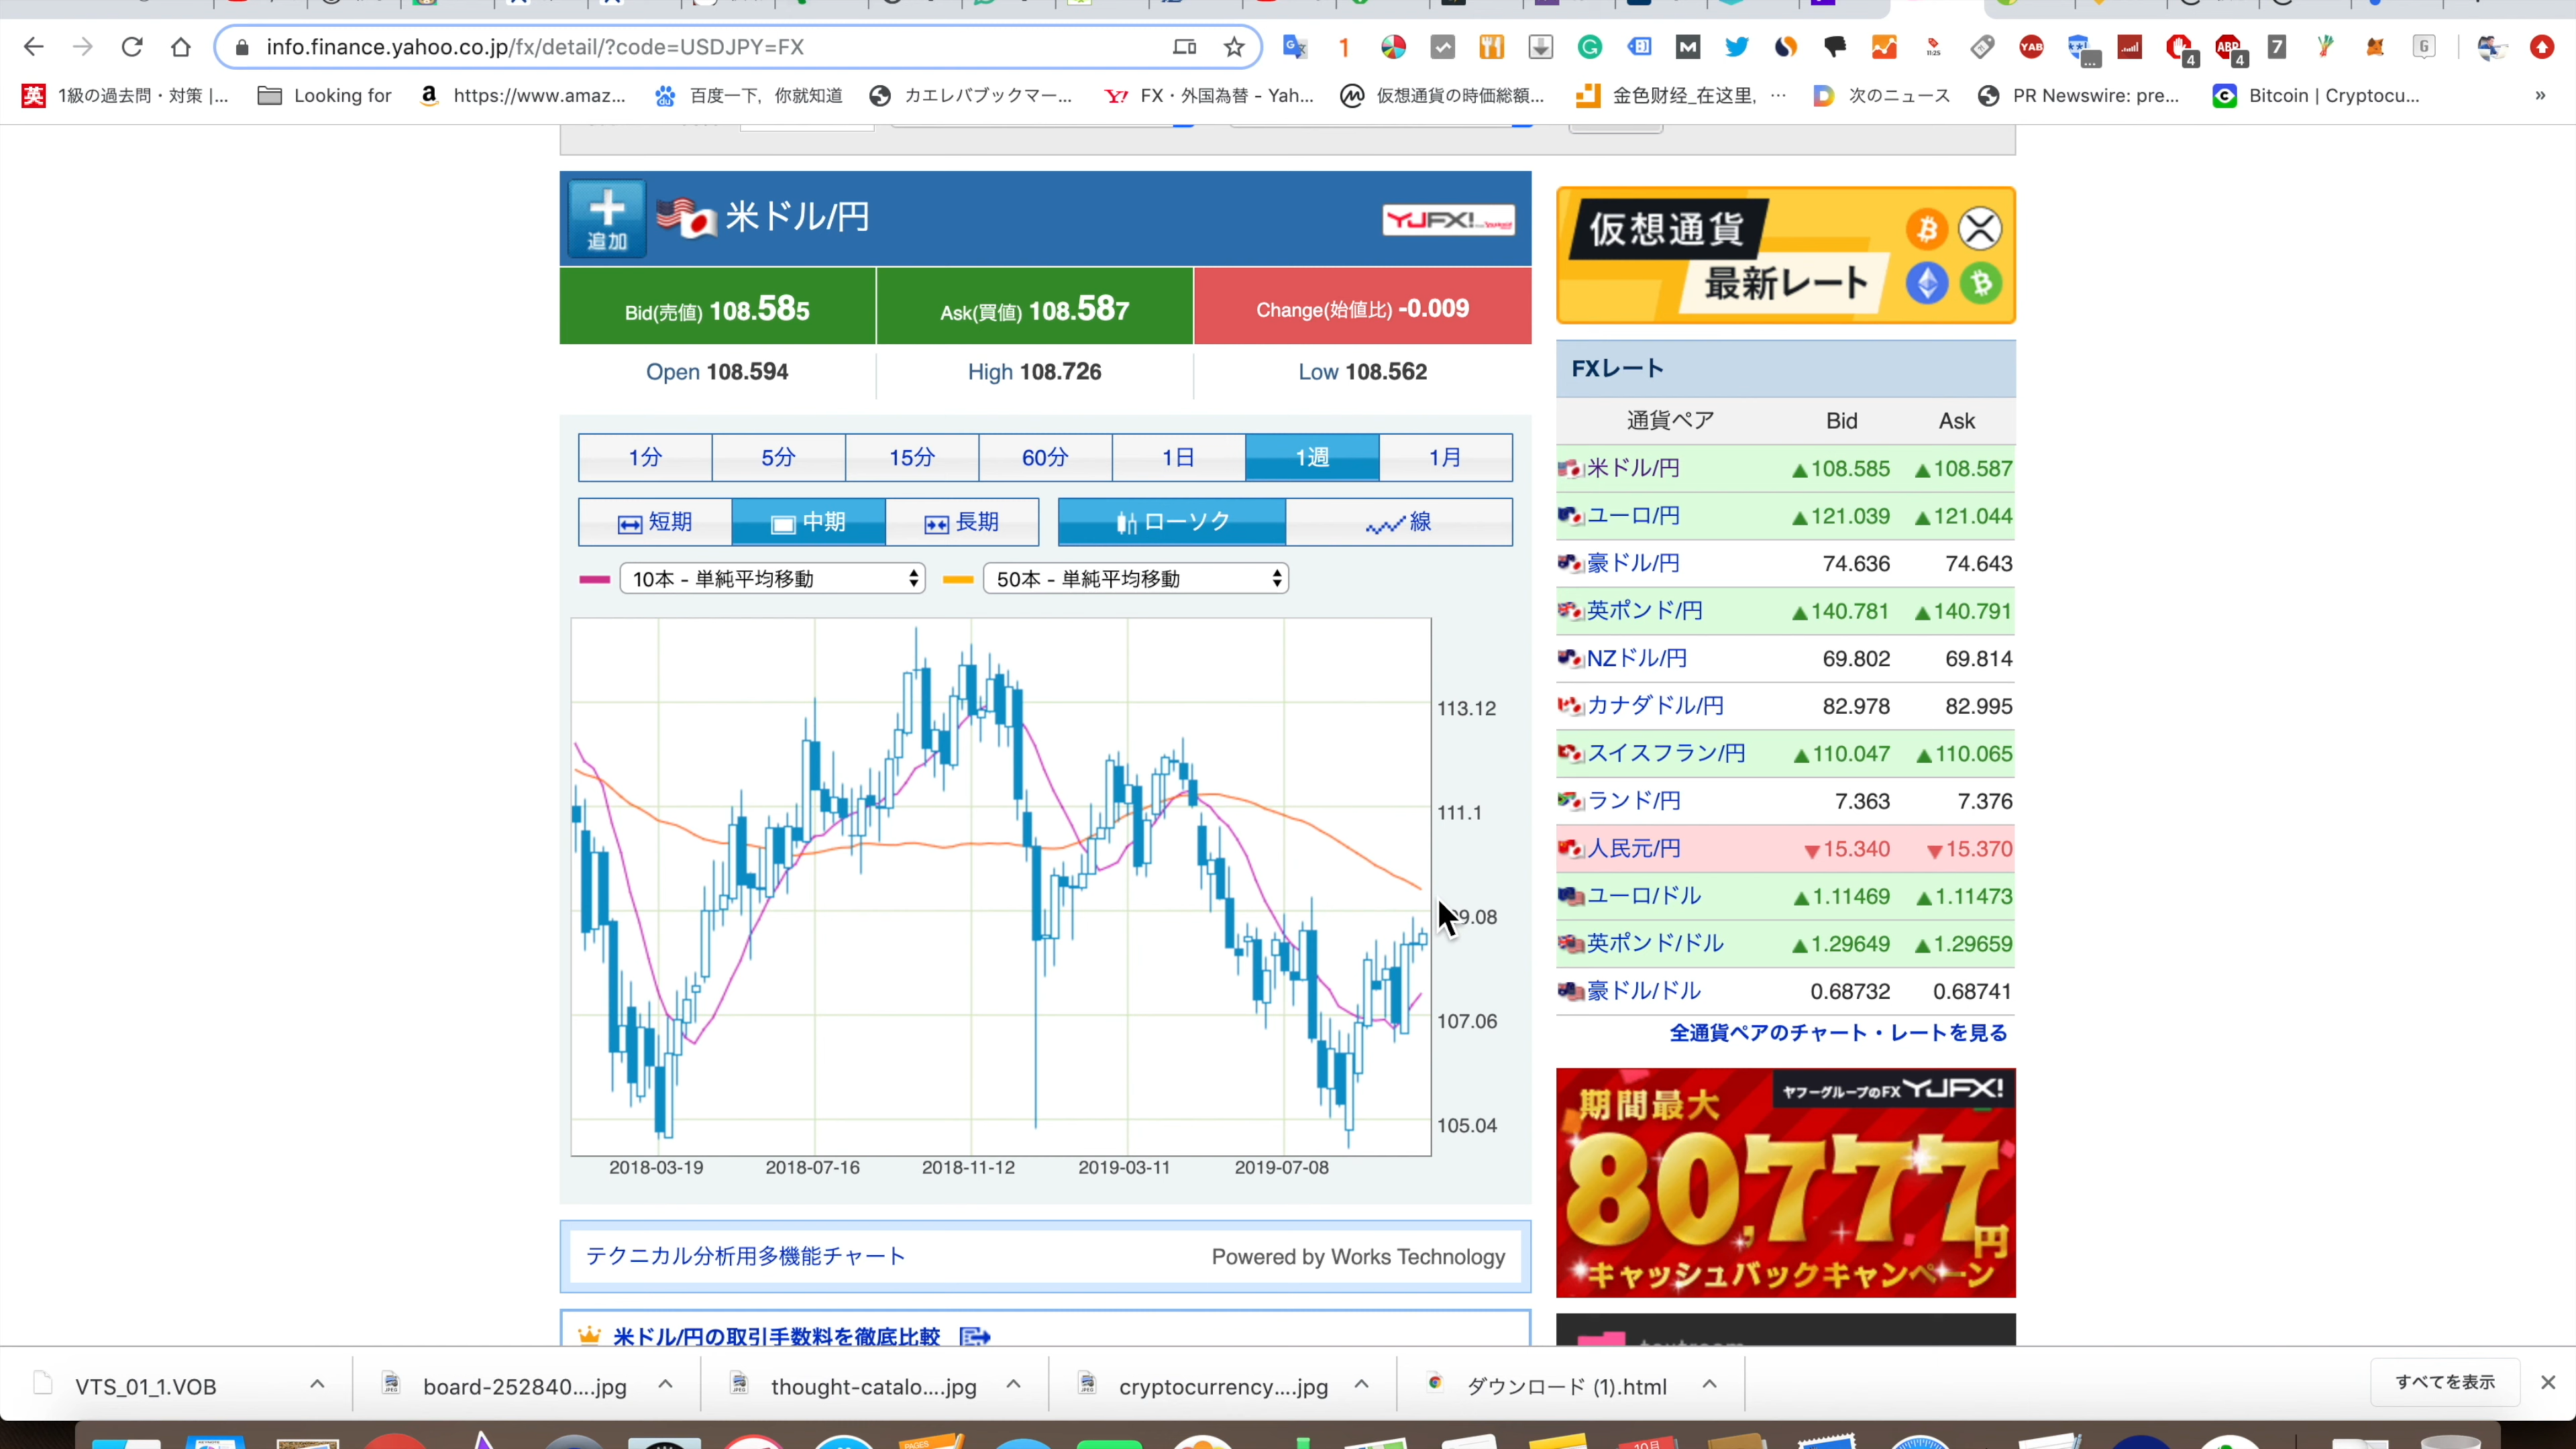 info.finance.yahoo.co.jp/fx/detail/?code=USDJPY=FX
英 1級の過去問・対策 |...
Looking for
https://www.amaz...
百度一下，你就知道
カエレバブックマー...
FX・外国為替 - Yah...
仮想通貨の時価総額...
金色财经_在这里, ...
次のニュース
PR Newswire: pre...
Bitcoin | Cryptocu...
»
追加
米ドル/円
YJFX!
Bid(売値) 108.585
Ask(買値) 108.587
Change(始値比) -0.009
Open 108.594
High 108.726
Low 108.562
1分 5分 15分 60分 1日 1週 1月
短期 中期 長期 ローソク 線
10本 - 単純平均移動
50本 - 単純平均移動
113.12
111.1
9.08
107.06
105.04
2018-03-19 2018-07-16 2018-11-12 2019-03-11 2019-07-08
テクニカル分析用多機能チャート
Powered by Works Technology
米ドル/円の取引手数料を徹底比較
仮想通貨
最新レート
FXレート
通貨ペア Bid Ask
米ドル/円 ▲108.585 ▲108.587
ユーロ/円 ▲121.039 ▲121.044
豪ドル/円 74.636 74.643
英ポンド/円 ▲140.781 ▲140.791
NZドル/円 69.802 69.814
カナダドル/円 82.978 82.995
スイスフラン/円 ▲110.047 ▲110.065
ランド/円 7.363 7.376
人民元/円 ▼15.340 ▼15.370
ユーロ/ドル ▲1.11469 ▲1.11473
英ポンド/ドル ▲1.29649 ▲1.29659
豪ドル/ドル 0.68732 0.68741
全通貨ペアのチャート・レートを見る
ヤフーグループのFX YJFX!
期間最大
80,777円
キャッシュバックキャンペーン
VTS_01_1.VOB
board-252840....jpg
thought-catalo....jpg
cryptocurrency....jpg
ダウンロード (1).html
すべてを表示